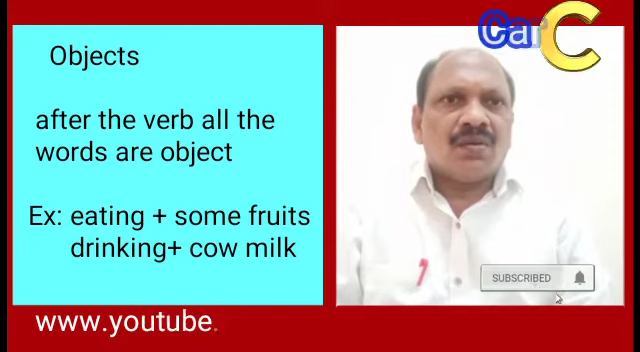 Car C
Objects
after the verb all the
words are object
Ex: eating + some fruits
drinking+ cow milk
SUBSCRIBED
www.youtube.